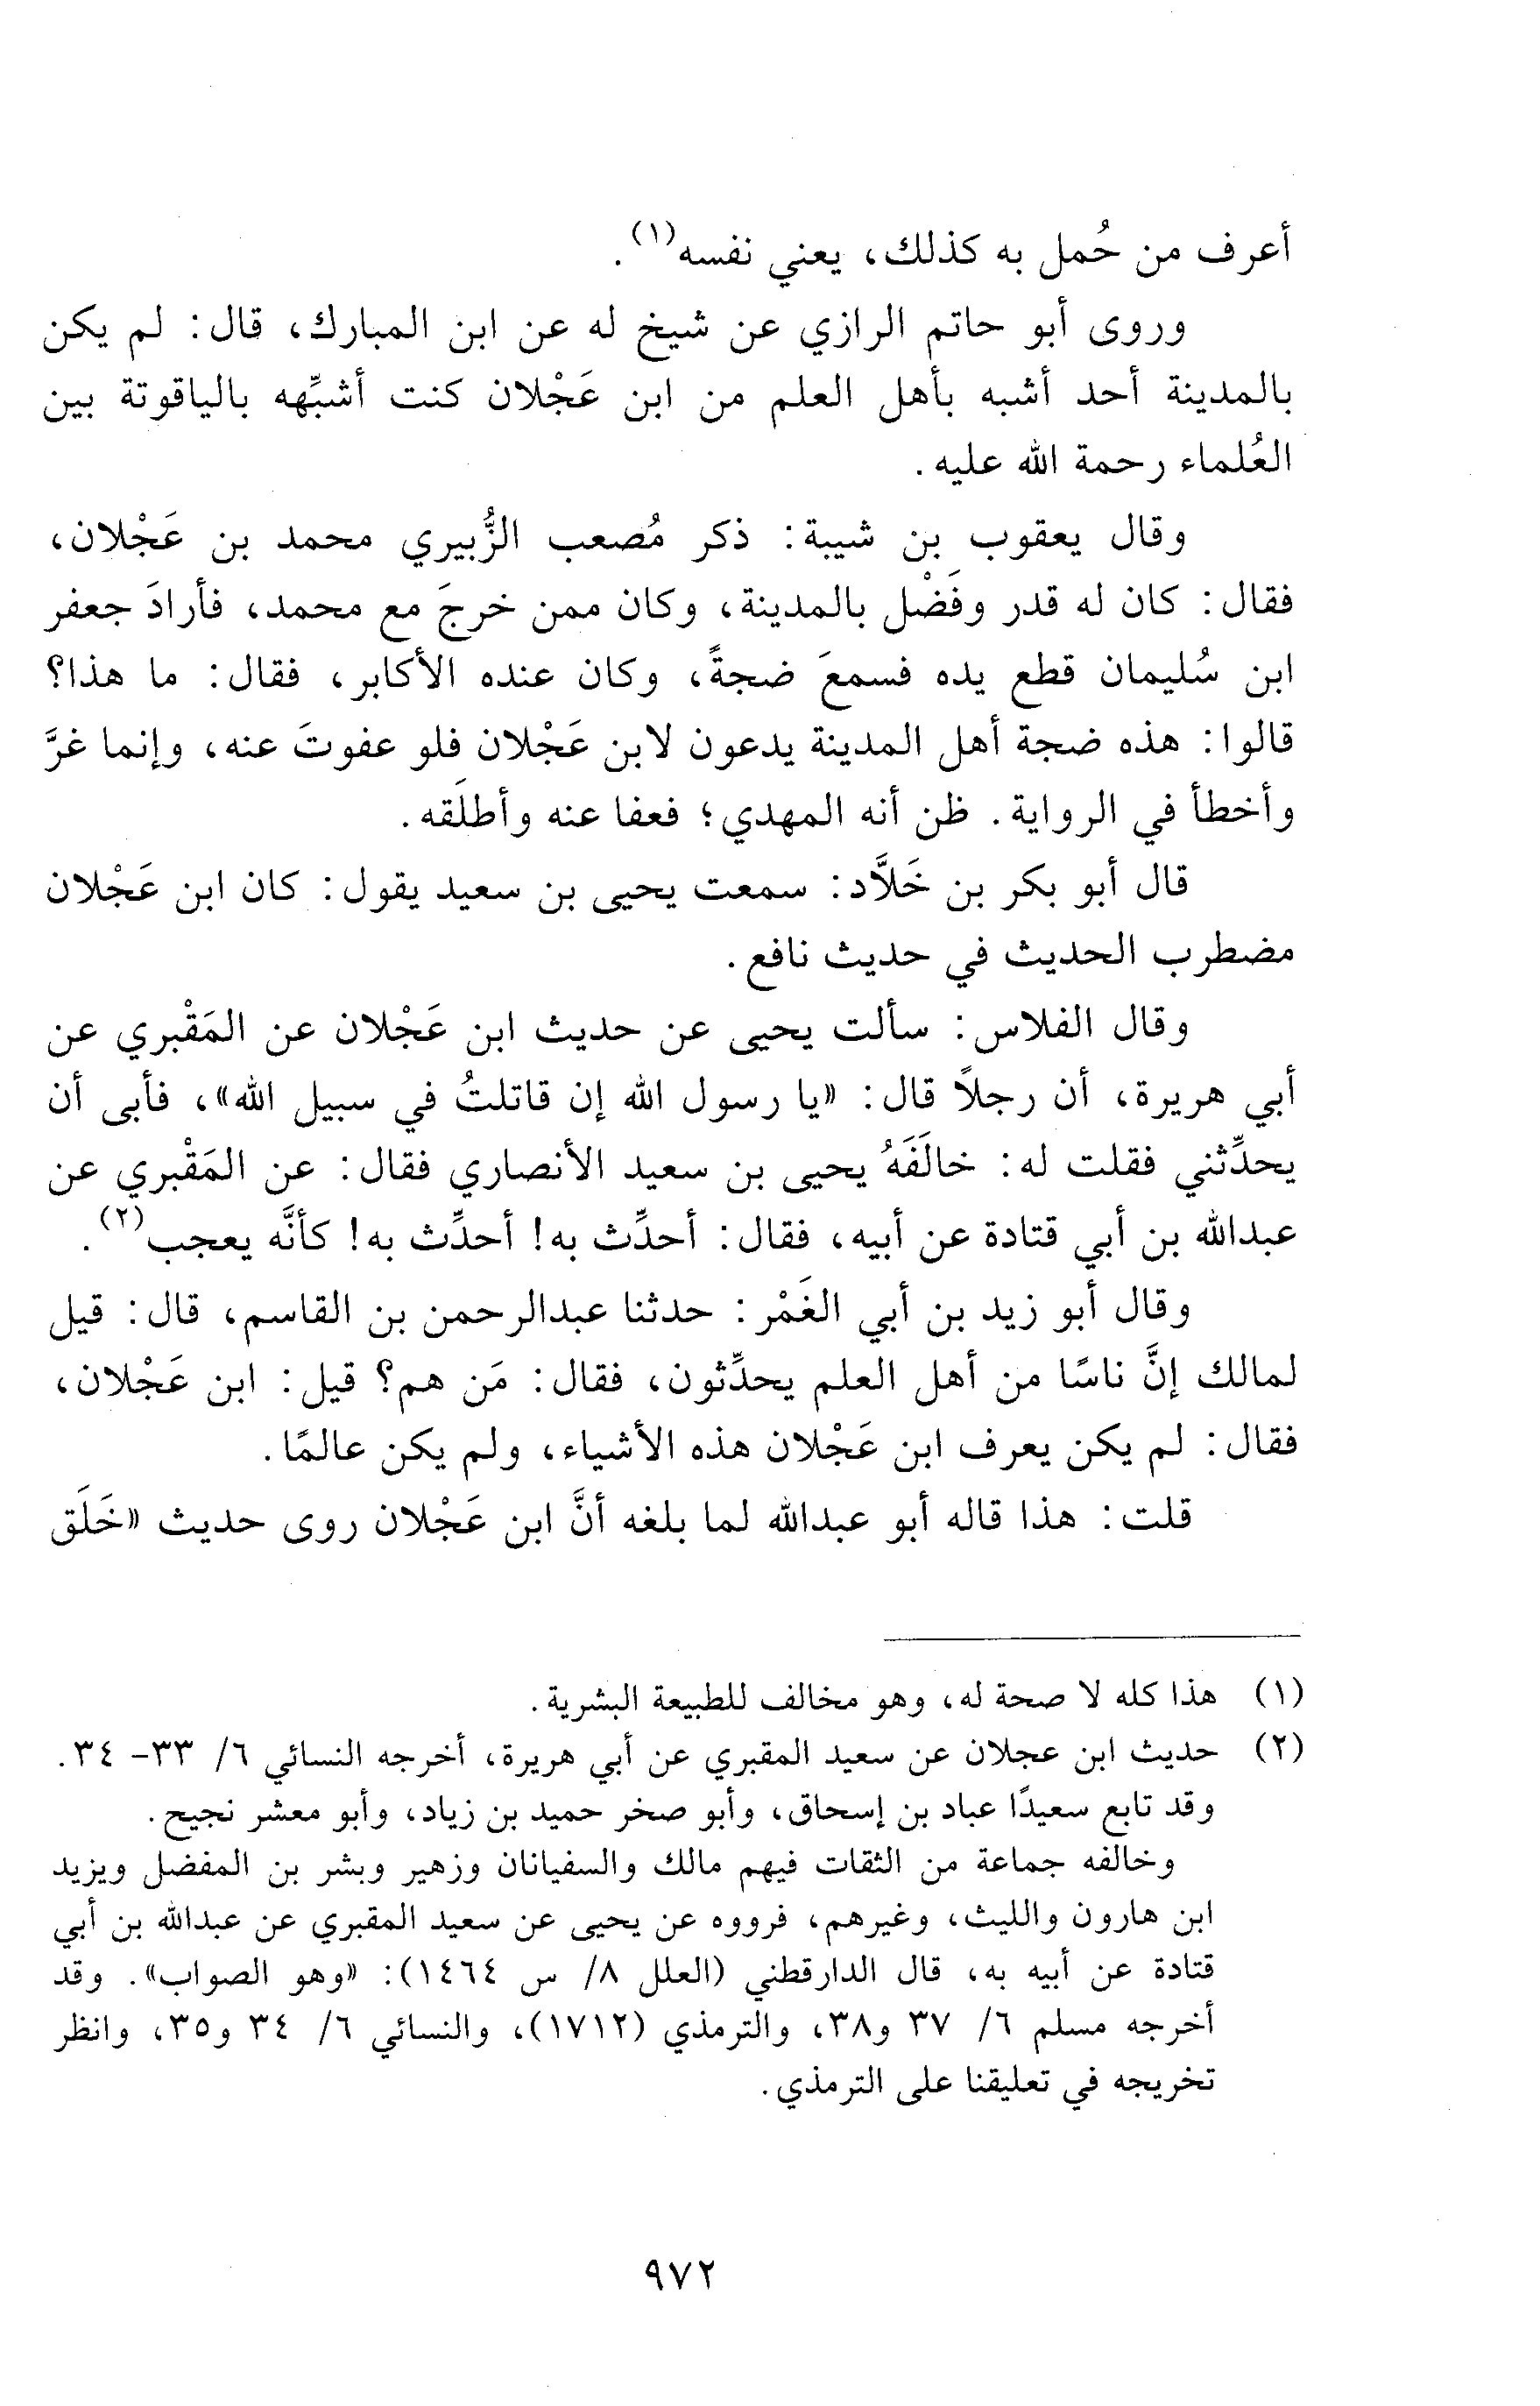 أعرف من حُمل به كذلك، يعني نفسه(١).
وروى أبو حاتم الرازي عن شيخ له عن ابن المبارك، قال: لم يكن
بالمدينة أحد أشبه بأهل العلم من ابن عَجْلان كنت أشبِّهه بالياقوتة بين
العُلماء رحمة الله عليه.
وقال يعقوب بن شيبة: ذكر مُصعب الزُّبيري محمد بن عَجْلان،
فقال: كان له قدر وفَضْل بالمدينة، وكان ممن خرجَ مع محمد، فأرادَ جعفر
ابن سُليمان قطع يده فسمعَ ضجةً، وكان عنده الأكابر، فقال: ما هذا؟
قالوا: هذه ضجة أهل المدينة يدعون لابن عَجْلان فلو عفوتَ عنه، وإنما غرَّ
وأخطأ في الرواية. ظن أنه المهدي؛ فعفا عنه وأطلَقه.
قال أبو بكر بن خَلاَّد: سمعت يحيى بن سعيد يقول: كان ابن عَجْلان
مضطرب الحديث في حديث نافع.
وقال الفلاس: سألت يحيى عن حديث ابن عَجْلان عن المَقْبري عن
أبي هريرة، أن رجلاً قال: «يا رسول الله إن قاتلتُ في سبيل الله»، فأبى أن
يحدِّثني فقلت له: خالَفَهُ يحيى بن سعيد الأنصاري فقال: عن المَقْبري عن
عبدالله بن أبي قتادة عن أبيه، فقال: أحدِّث به! أحدِّث به! كأنَّه يعجب(٢).
وقال أبو زيد بن أبي الغَمْر: حدثنا عبدالرحمن بن القاسم، قال: قيل
لمالك إنَّ ناسًا من أهل العلم يحدِّثون، فقال: مَن هم؟ قيل: ابن عَجْلان،
فقال: لم يكن يعرف ابن عَجْلان هذه الأشياء، ولم يكن عالمًا.
قلت: هذا قاله أبو عبدالله لما بلغه أنَّ ابن عَجْلان روى حديث «خَلَق
(١) هذا كله لا صحة له، وهو مخالف للطبيعة البشرية.
(٢) حديث ابن عجلان عن سعيد المقبري عن أبي هريرة، أخرجه النسائي ٦/ ٣٣- ٣٤.
وقد تابع سعيدًا عباد بن إسحاق، وأبو صخر حميد بن زياد، وأبو معشر نجيح.
وخالفه جماعة من الثقات فيهم مالك والسفيانان وزهير وبشر بن المفضل ويزيد
ابن هارون والليث، وغيرهم، فرووه عن يحيى عن سعيد المقبري عن عبدالله بن أبي
قتادة عن أبيه به، قال الدارقطني (العلل ٨/ س ١٤٦٤): «وهو الصواب». وقد
أخرجه مسلم ٦/ ٣٧ و٣٨، والترمذي (١٧١٢)، والنسائي ٦/ ٣٤ و٣٥، وانظر
تخريجه في تعليقنا على الترمذي.
٩٧٢